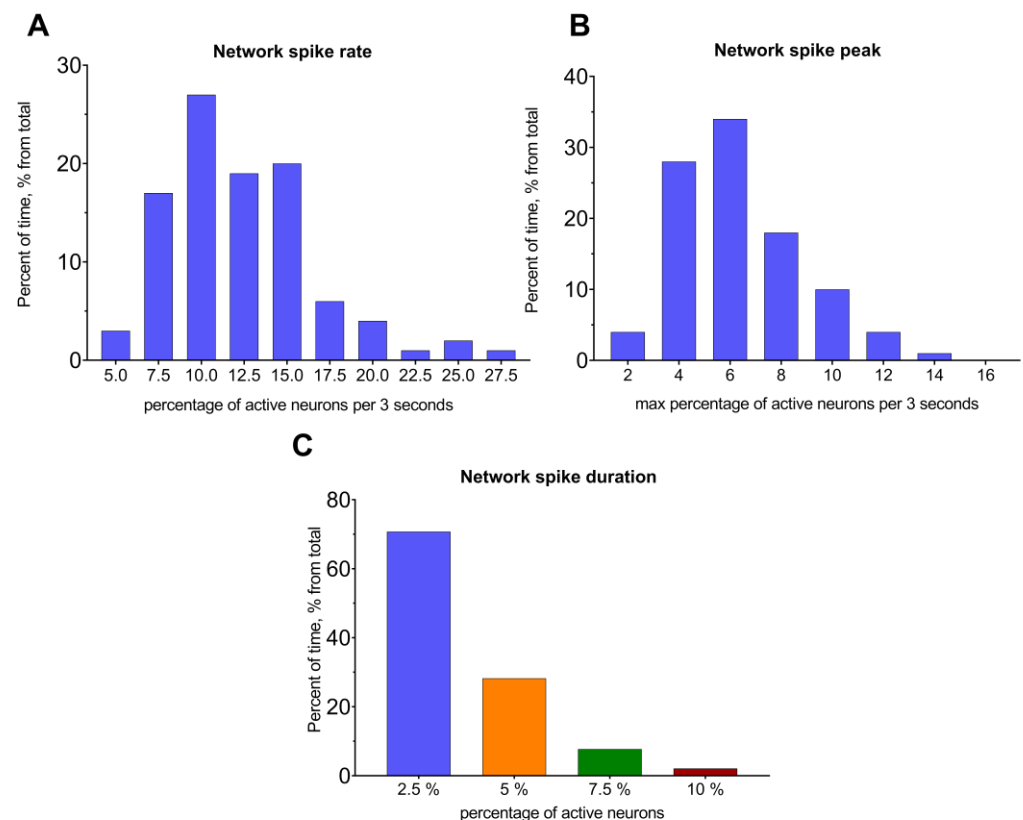 A
Network spike rate
Percent of time, % from total
30
20
10
0
5.0 7.5 10.0 12.5 15.0 17.5 20.0 22.5 25.0 27.5
percentage of active neurons per 3 seconds
B
Network spike peak
Percent of time, % from total
40
30
20
10
0
2 4 6 8 10 12 14 16
max percentage of active neurons per 3 seconds
C
Network spike duration
Percent of time, % from total
80
60
40
20
0
2.5 % 5 % 7.5 % 10 %
percentage of active neurons